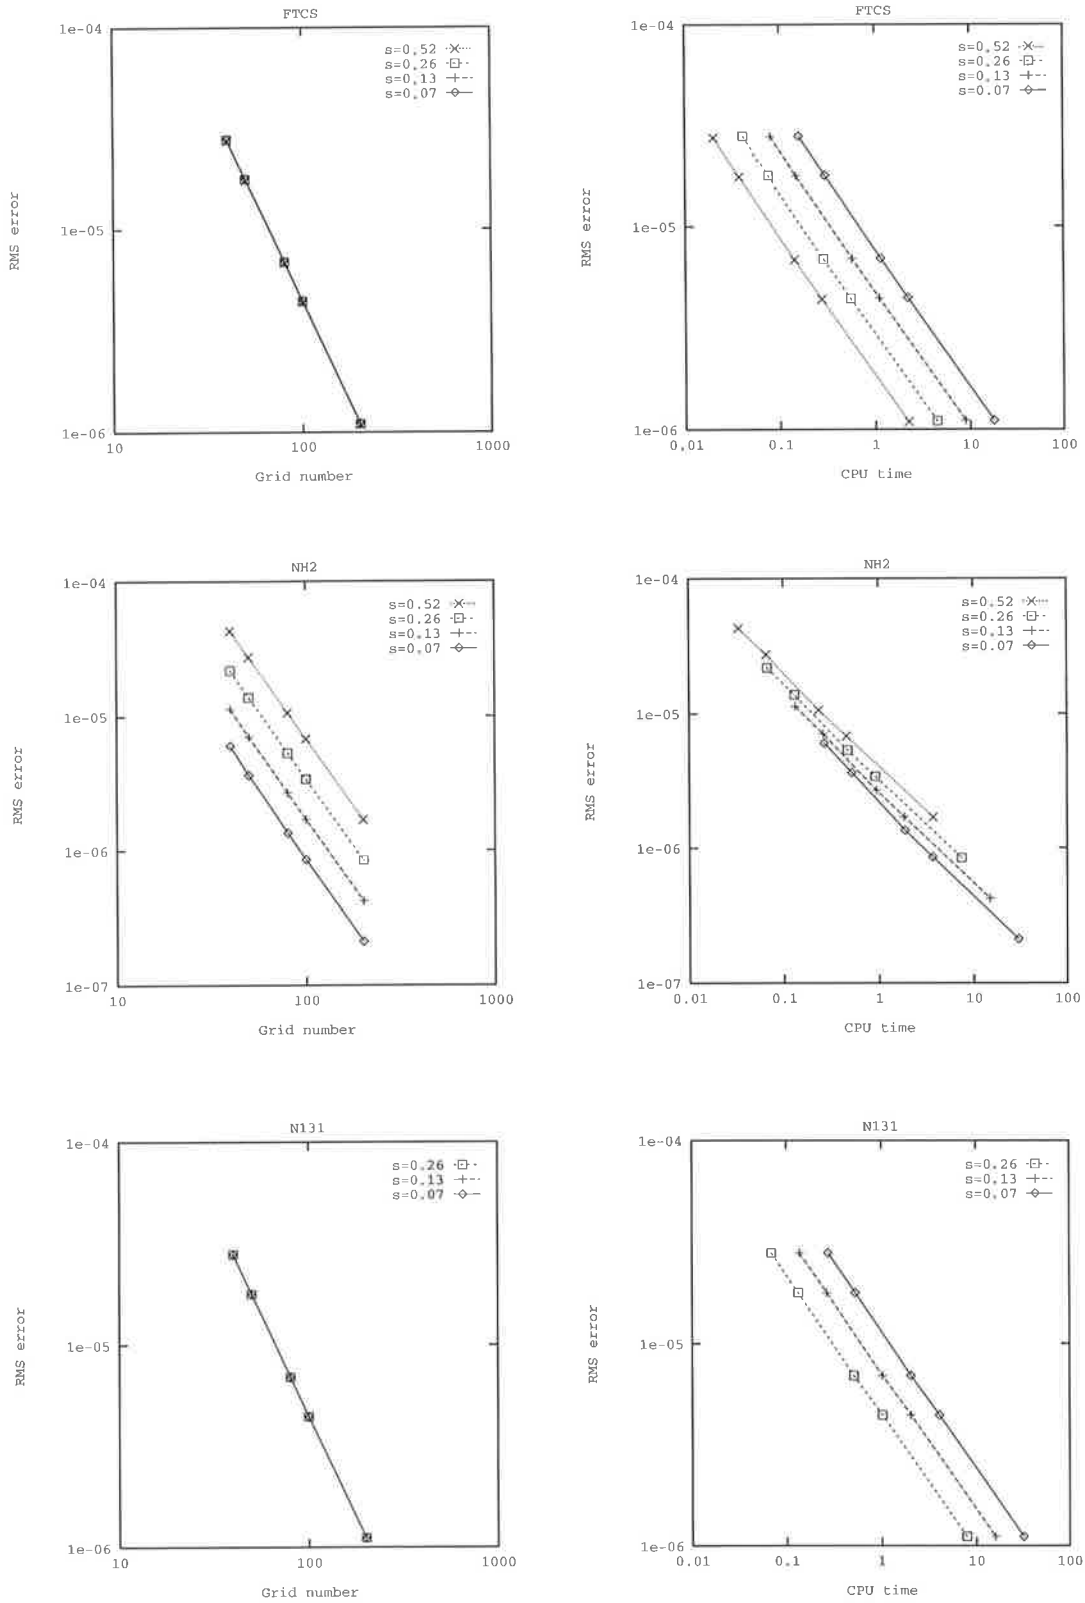 FTCS
1e-04
s=0.52
s=0.26
s=0.13
s=0.07
RMS error
1e-05
1e-06
10
100
1000
Grid number
FTCS
1e-04
s=0.52
s=0.26
s=0.13
s=0.07
RMS error
1e-05
1e-06
0.01
0.1
1
10
100
CPU time
NH2
1e-04
s=0.52
s=0.26
s=0.13
s=0.07
1e-05
RMS error
1e-06
1e-07
10
100
1000
Grid number
NH2
1e-04
s=0.52
s=0.26
s=0.13
s=0.07
1e-05
RMS error
1e-06
1e-07
0.01
0.1
1
10
100
CPU time
N131
1e-04
s=0.26
s=0.13
s=0.07
1e-05
RMS error
1e-06
10
100
1000
Grid number
N131
1e-04
s=0.26
s=0.13
s=0.07
1e-05
RMS error
1e-06
0.01
0.1
1
10
100
CPU time